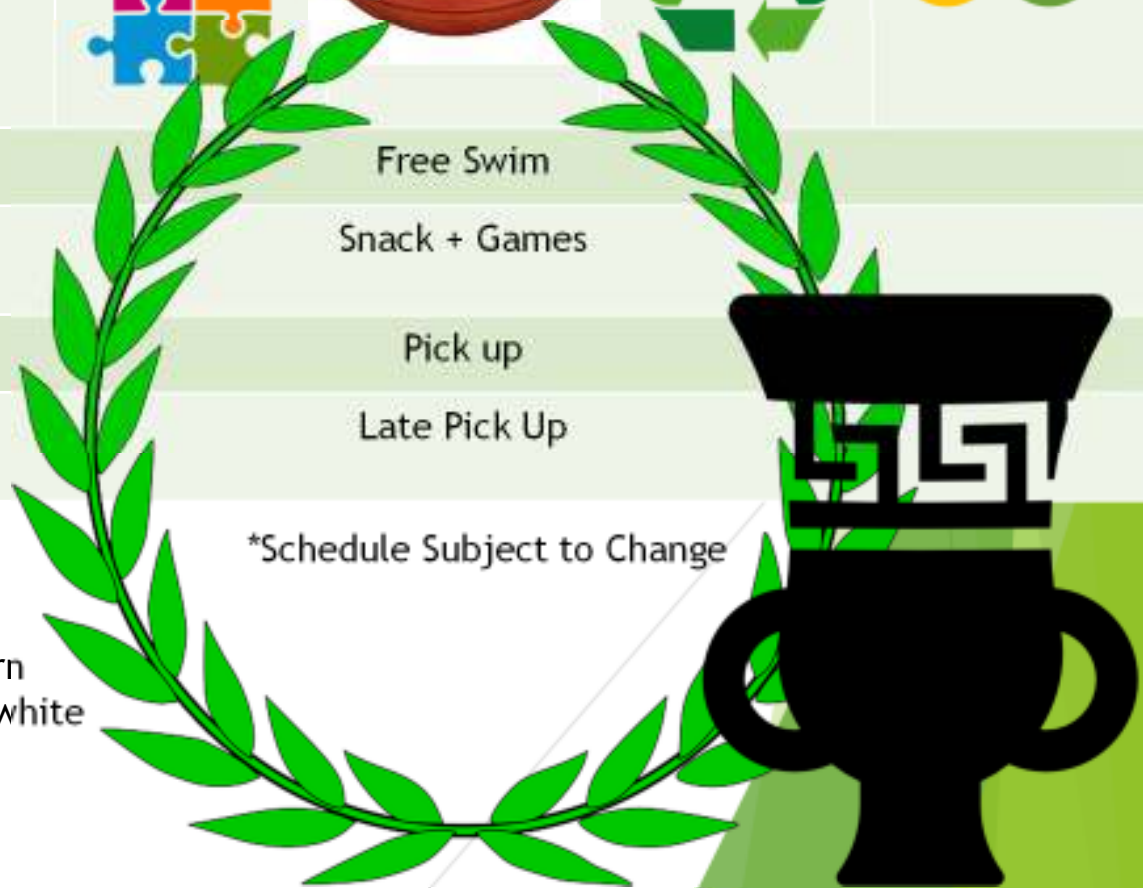 Free Swim
Snack + Games
Pick up
Late Pick Up
*Schedule Subject to Change
white